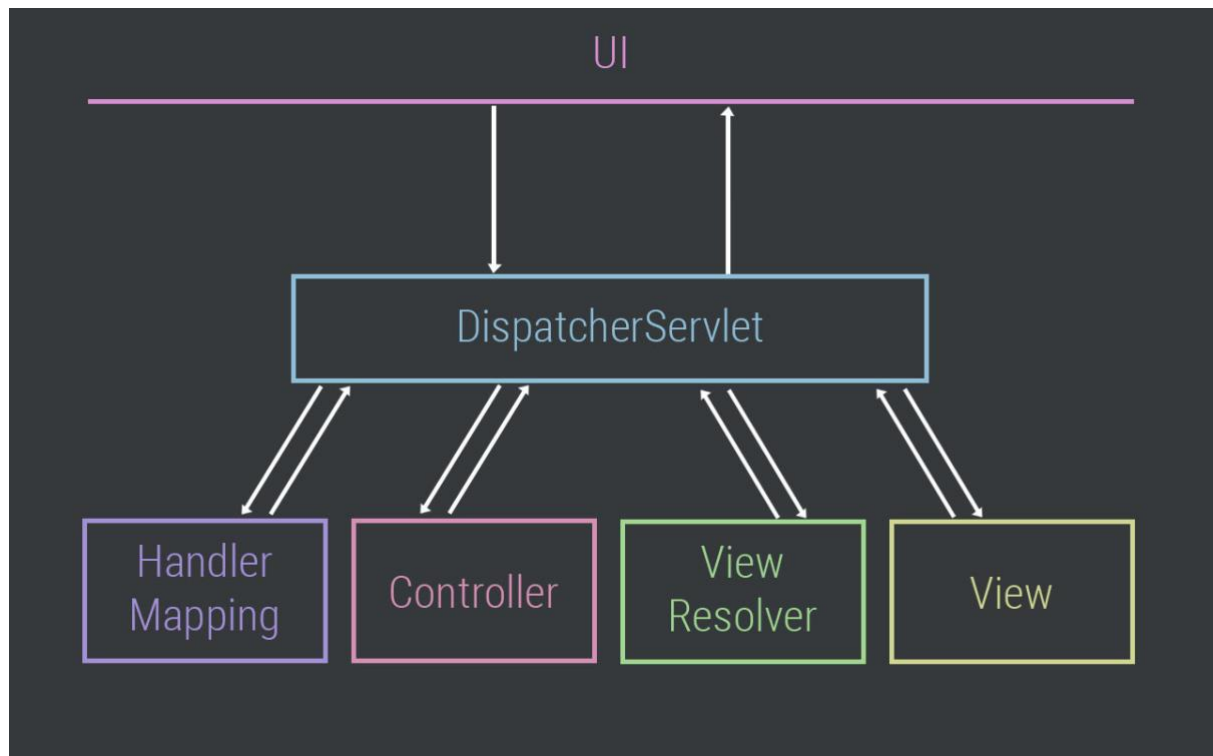 UI
DispatcherServlet
Handler
Mapping
Controller
View
Resolver
View